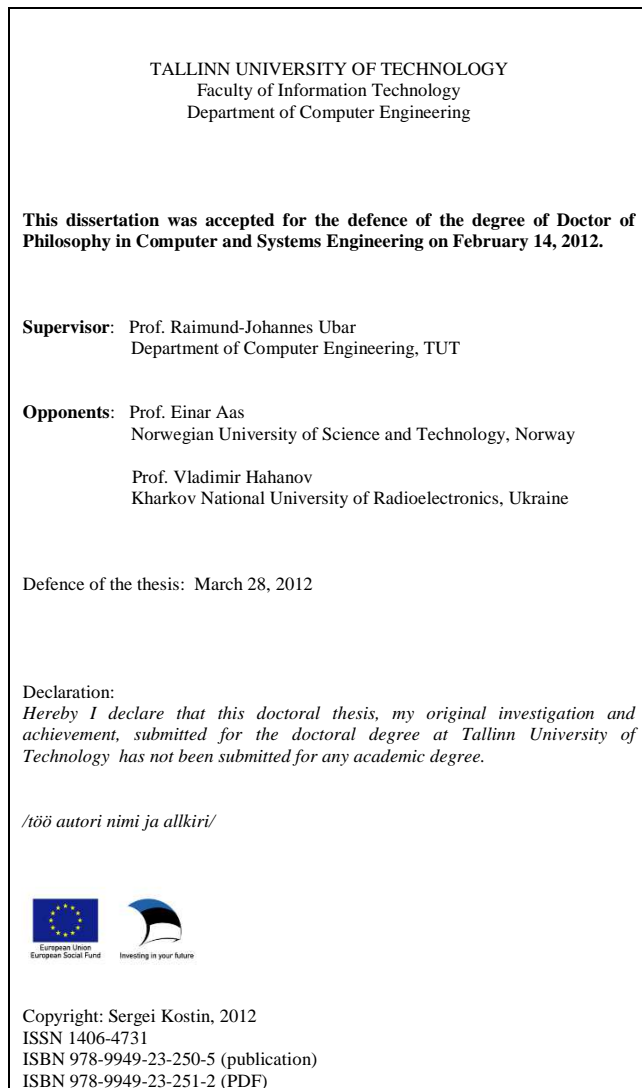 TALLINN UNIVERSITY OF TECHNOLOGY
Faculty of Information Technology
Department of Computer Engineering
This dissertation was accepted for the defence of the degree of Doctor of
Philosophy in Computer and Systems Engineering on February 14, 2012.
Supervisor: Prof. Raimund-Johannes Ubar
Department of Computer Engineering, TUT
Opponents: Prof. Einar Aas
Norwegian University of Science and Technology, Norway
Prof. Vladimir Hahanov
Kharkov National University of Radioelectronics, Ukraine
Defence of the thesis: March 28, 2012
Declaration:
Hereby I declare that this doctoral thesis, my original investigation and
achievement, submitted for the doctoral degree at Tallinn University of
Technology has not been submitted for any academic degree.
/töö autori nimi ja allkiri/
European Union
European Social Fund
Investing in your future
Copyright: Sergei Kostin, 2012
ISSN 1406-4731
ISBN 978-9949-23-250-5 (publication)
ISBN 978-9949-23-251-2 (PDF)